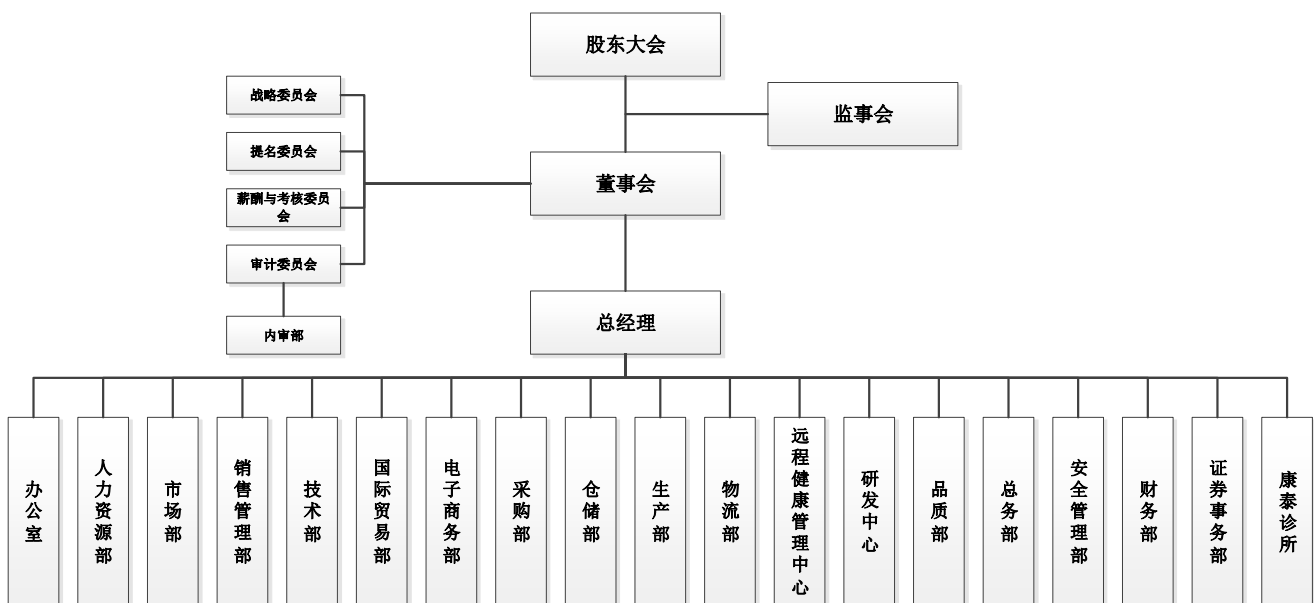 股东大会
战略委员会
监事会
提名委员会
董事会
薪酬与考核委员
会
审计委员会
总经理
内审部
办公室
人力资源部
市场部
销售管理部
技术部
国际贸易部
电子商务部
采购部
仓储部
生产部
物流部
远程健康管理中心
研发中心
品质部
总务部
安全管理部
财务部
证券事务部
康泰诊所